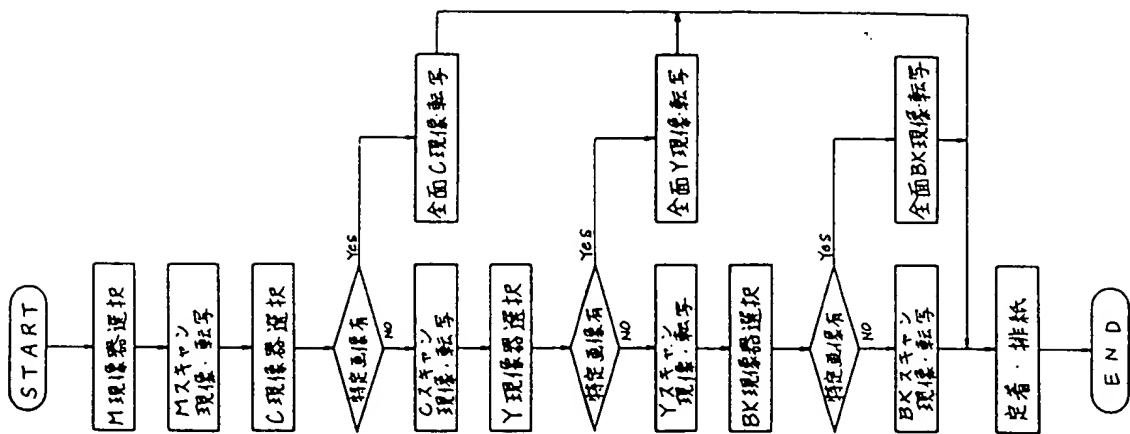 START
M現像器選択
Mスキャン
現像・転写
C現像器選択
特定画像有
Yes
全面C現像・転写
NO
Cスキャン
現像・転写
Y現像器選択
特定画像有
Yes
全面Y現像・転写
NO
Yスキャン
現像・転写
BK現像器選択
特定画像有
Yes
全面BK現像・転写
NO
BKスキャン
現像・転写
定着・排紙
END